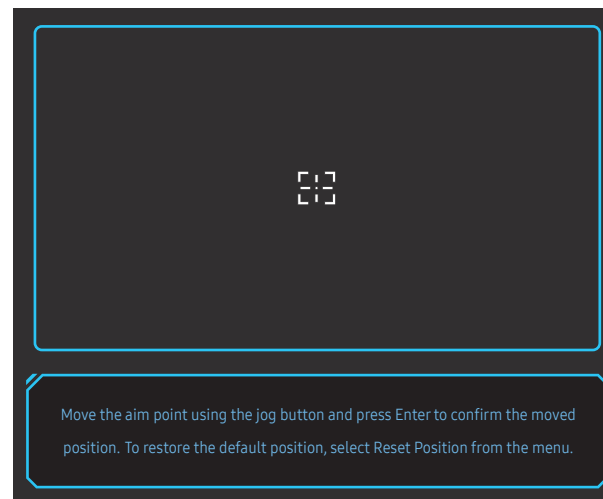 Move the aim point using the jog button and press Enter to confirm the moved
position. To restore the default position, select Reset Position from the menu.